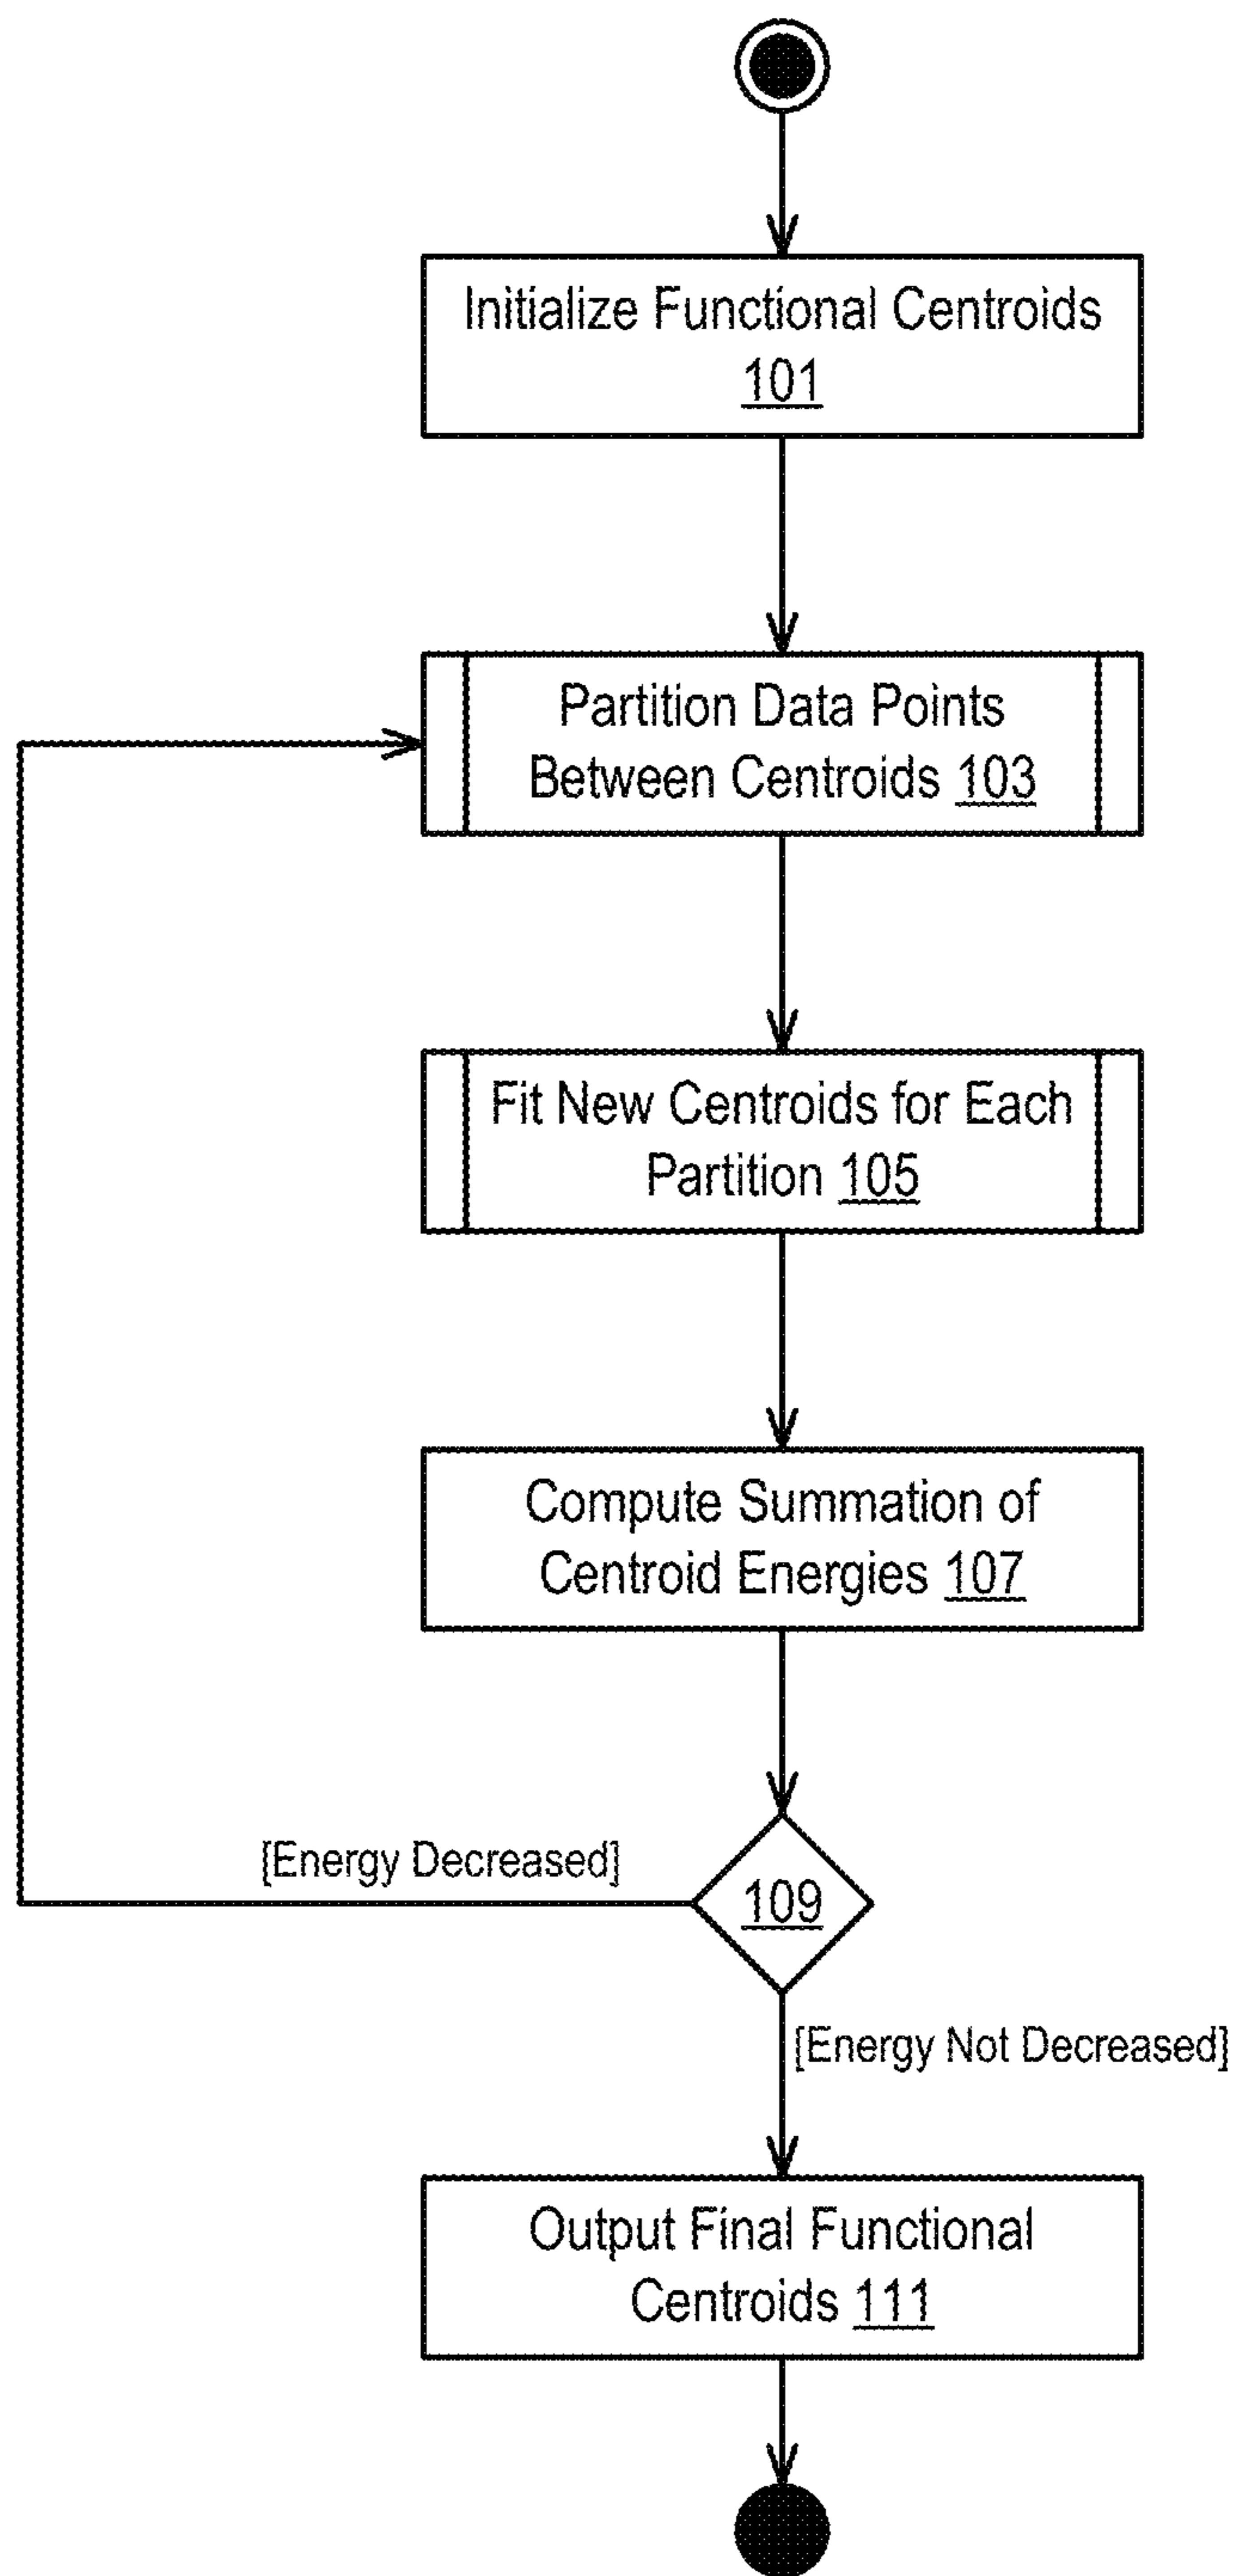 Initialize Functional Centroids
101
Partition Data Points
Between Centroids 103
Fit New Centroids for Each
Partition 105
Compute Summation of
Centroid Energies 107
[Energy Decreased]
109
[Energy Not Decreased]
Output Final Functional
Centroids 111